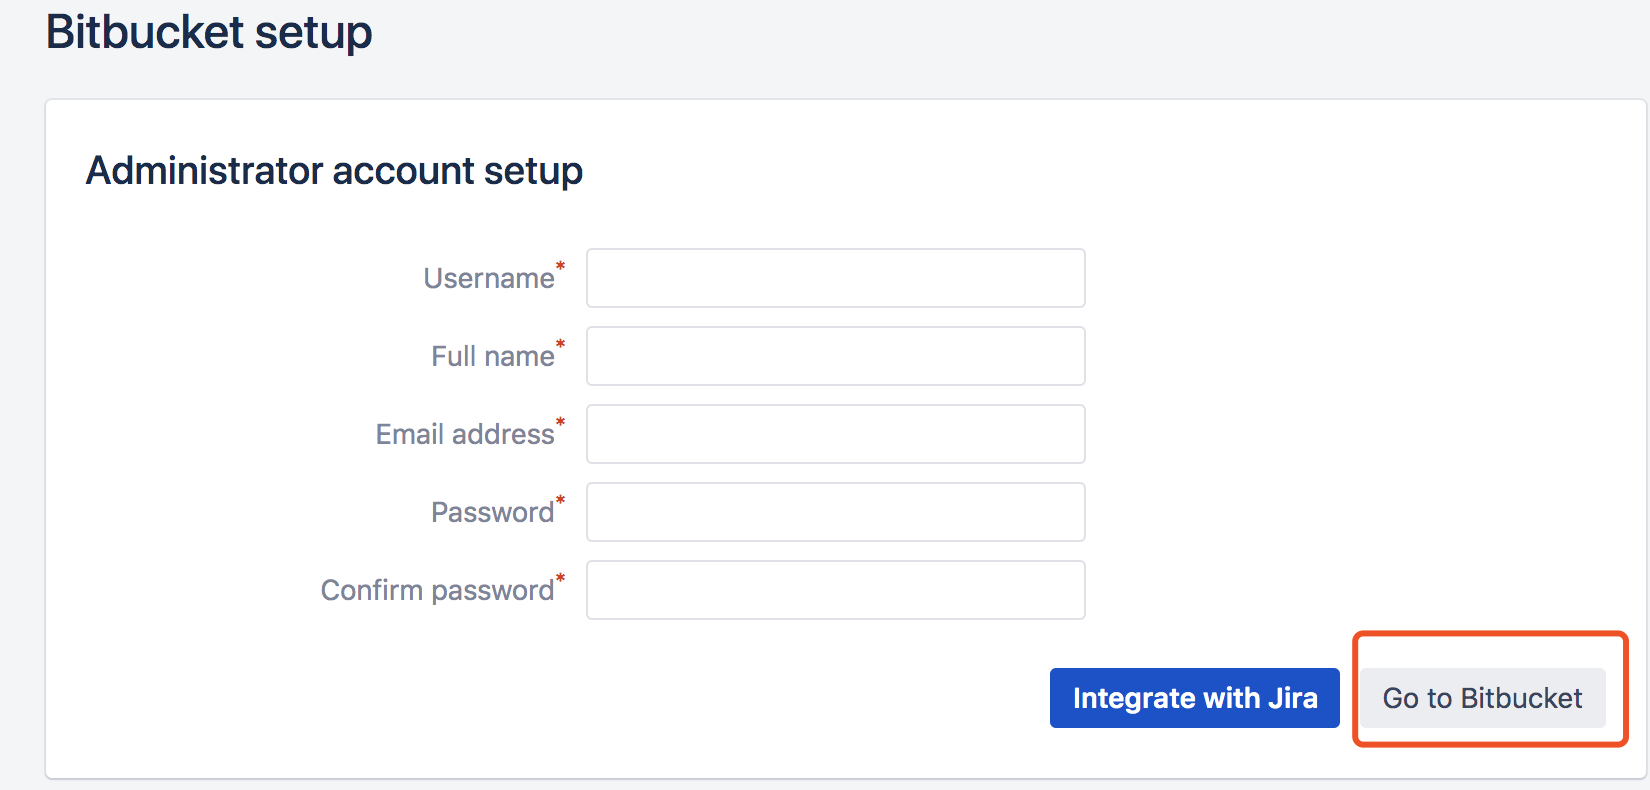 Bitbucket setup
Administrator account setup
Username*
Full name*
Email address*
Password*
Confirm password*
Integrate with Jira
Go to Bitbucket